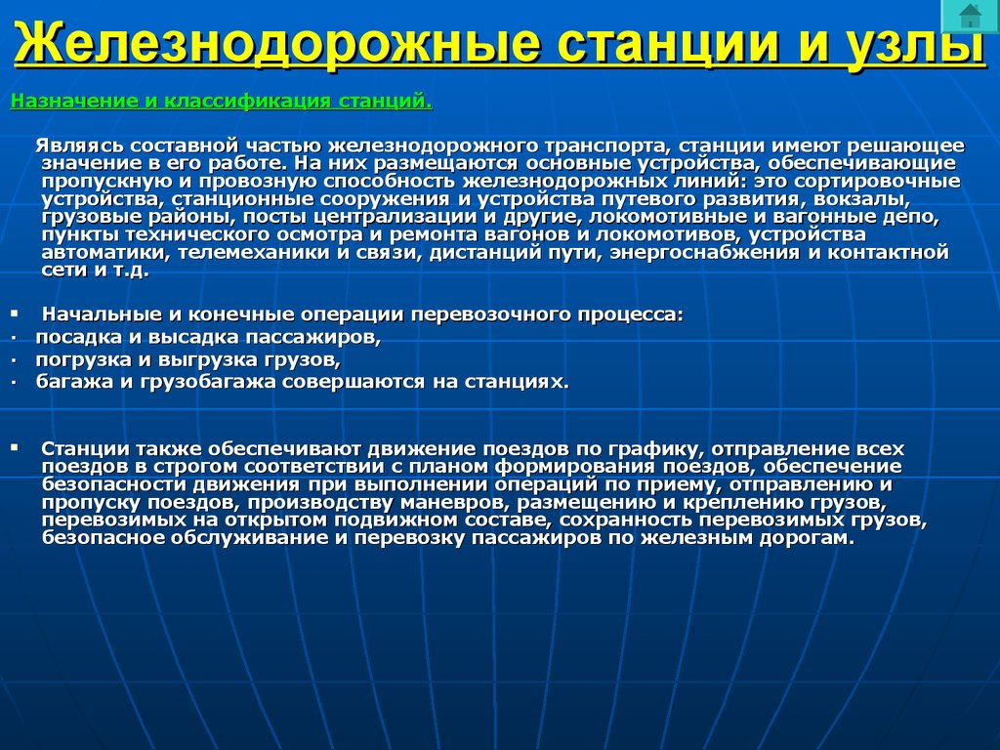 Железнодорожные станции и узлы
Назначение и классификация станций.
Являясь составной частью железнодорожного транспорта, станции имеют решающее
значение в его работе. На них размещаются основные устройства, обеспечивающие
пропускную и провозную способность железнодорожных линий: это сортировочные
устройства, станционные сооружения и устройства путевого развития, вокзалы,
грузовые районы, посты централизации и другие, локомотивные и вагонные депо,
пункты технического осмотра и ремонта вагонов и локомотивов, устройства
автоматики, телемеханики и связи, дистанций пути, энергоснабжения и контактной
сети и т.д.
▪ Начальные и конечные операции перевозочного процесса:
· посадка и высадка пассажиров,
· погрузка и выгрузка грузов,
· багажа и грузобагажа совершаются на станциях.
▪ Станции также обеспечивают движение поездов по графику, отправление всех
поездов в строгом соответствии с планом формирования поездов, обеспечение
безопасности движения при выполнении операций по приему, отправлению и
пропуску поездов, производству маневров, размещению и креплению грузов,
перевозимых на открытом подвижном составе, сохранность перевозимых грузов,
безопасное обслуживание и перевозку пассажиров по железным дорогам.